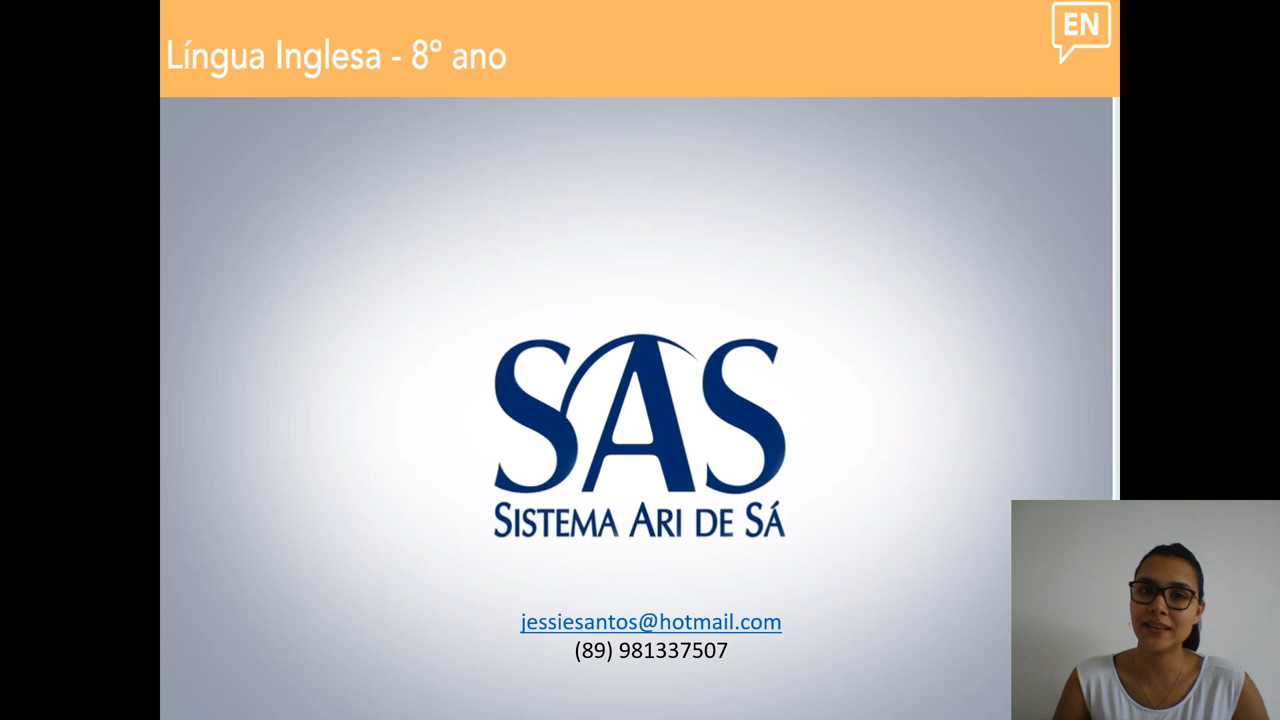 Língua Inglesa - 8º ano
EN
SAS
SISTEMA ARI DE SÁ
jessiesantos@hotmail.com
(89) 981337507